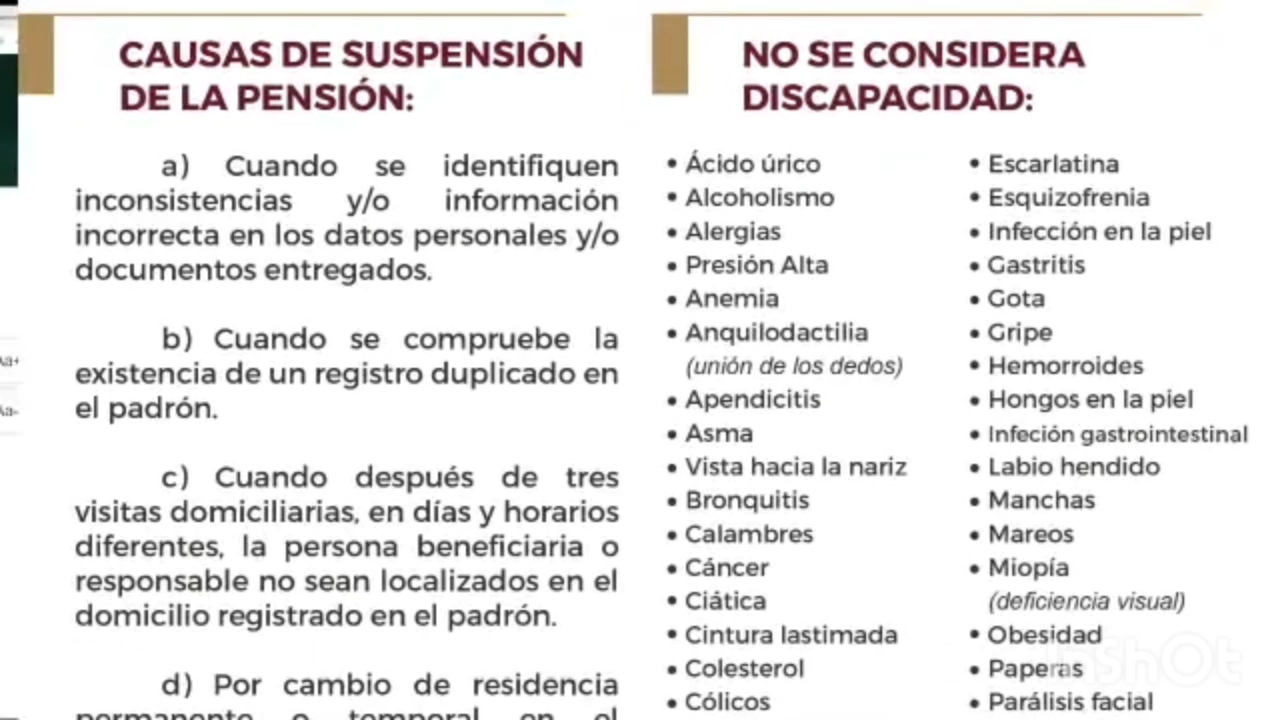 CAUSAS DE SUSPENSIÓN
DE LA PENSIÓN:
a) Cuando se identifiquen
inconsistencias y/o información
incorrecta en los datos personales y/o
documentos entregados.
b) Cuando se compruebe la
existencia de un registro duplicado en
el padrón.
c) Cuando después de tres
visitas domiciliarias, en días y horarios
diferentes, la persona beneficiaria o
responsable no sean localizados en el
domicilio registrado en el padrón.
d) Por cambio de residencia
permanente o temporal en el
NO SE CONSIDERA
DISCAPACIDAD:
• Ácido úrico
• Alcoholismo
• Alergias
• Presión Alta
• Anemia
• Anquilodactilia
(unión de los dedos)
• Apendicitis
• Asma
• Vista hacia la nariz
• Bronquitis
• Calambres
• Cáncer
• Ciática
• Cintura lastimada
• Colesterol
• Cólicos
• Escarlatina
• Esquizofrenia
• Infección en la piel
• Gastritis
• Gota
• Gripe
• Hemorroides
• Hongos en la piel
• Infeción gastrointestinal
• Labio hendido
• Manchas
• Mareos
• Miopía
(deficiencia visual)
• Obesidad
• Paperas
• Parálisis facial
InShOt